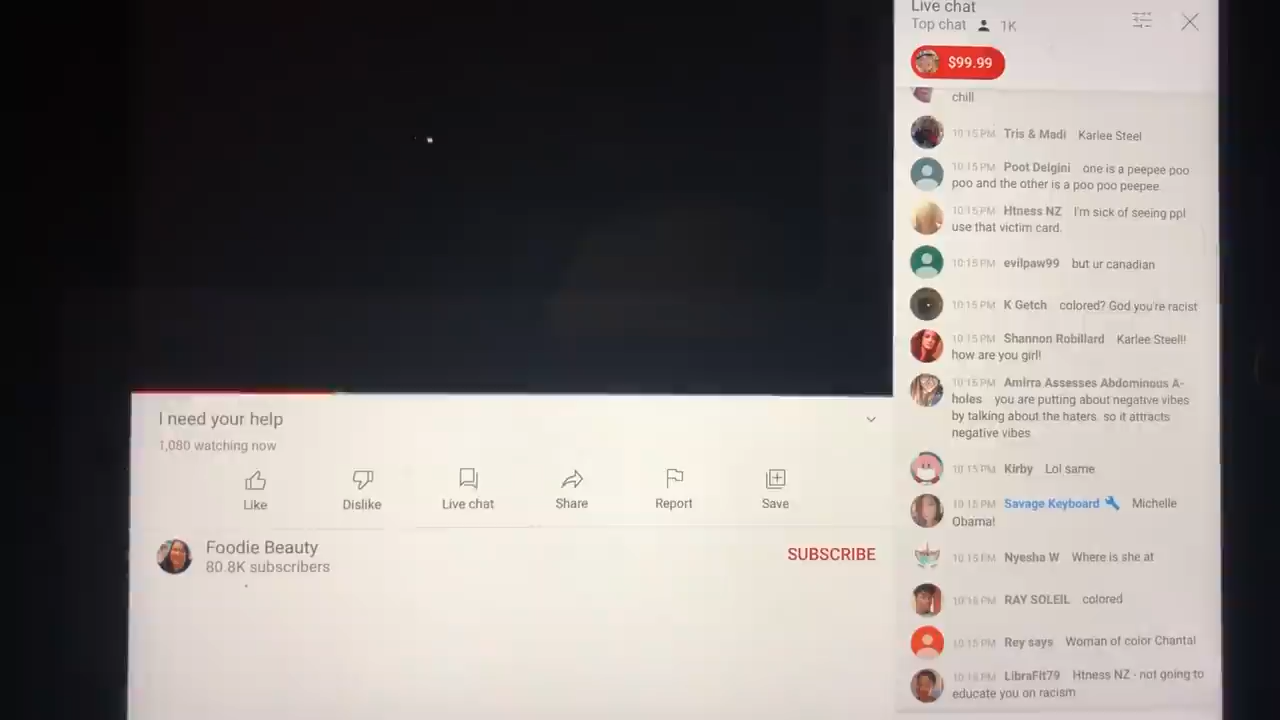 Live chat
Top chat 1K
$99.99
chill
10:15 PM Tris & Madi Karlee Steel
10:15 PM Poot Delgini one is a peepee poo
poo and the other is a poo poo peepee
10:15 PM Htness NZ I'm sick of seeing ppl
use that victim card.
10:15 PM evilpaw99 but ur canadian
10:15 PM K Getch colored? God you're racist
10:15 PM Shannon Robillard Karlee Steel!!
how are you girl!
10:15 PM Amirra Assesses Abdominous A-
holes you are putting about negative vibes
by talking about the haters. so it attracts
negative vibes
10:15 PM Kirby Lol same
10:15 PM Savage Keyboard Michelle
Obama!
10:15 PM Nyesha W Where is she at
10:15 PM RAY SOLEIL colored
10:15 PM Rey says Woman of color Chantal
10:15 PM LibraFit79 Htness NZ - not going to
educate you on racism
I need your help
1,080 watching now
Like
Dislike
Live chat
Share
Report
Save
Foodie Beauty
80.8K subscribers
SUBSCRIBE